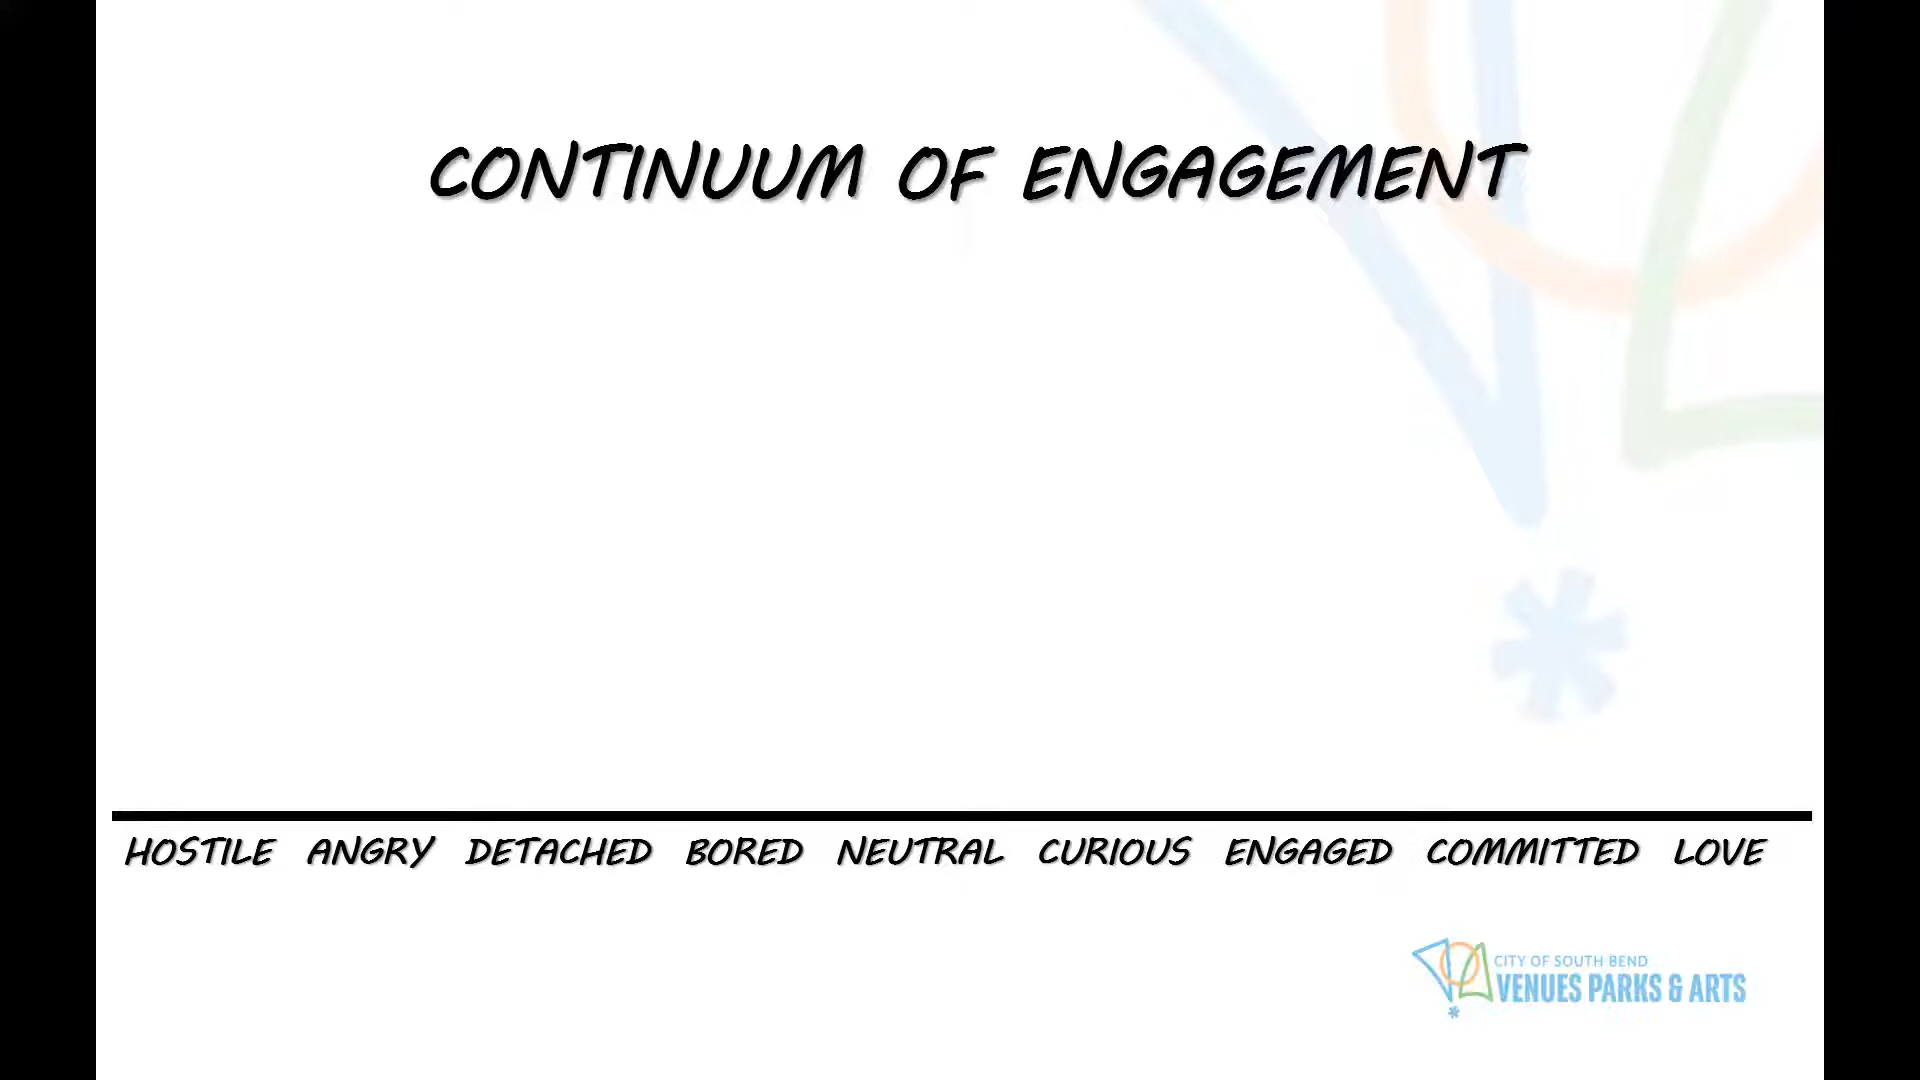 CONTINUUM OF ENGAGEMENT
HOSTILE ANGRY DETACHED BORED NEUTRAL CURIOUS ENGAGED COMMITTED LOVE
CITY OF SOUTH BEND
VENUES PARKS & ARTS